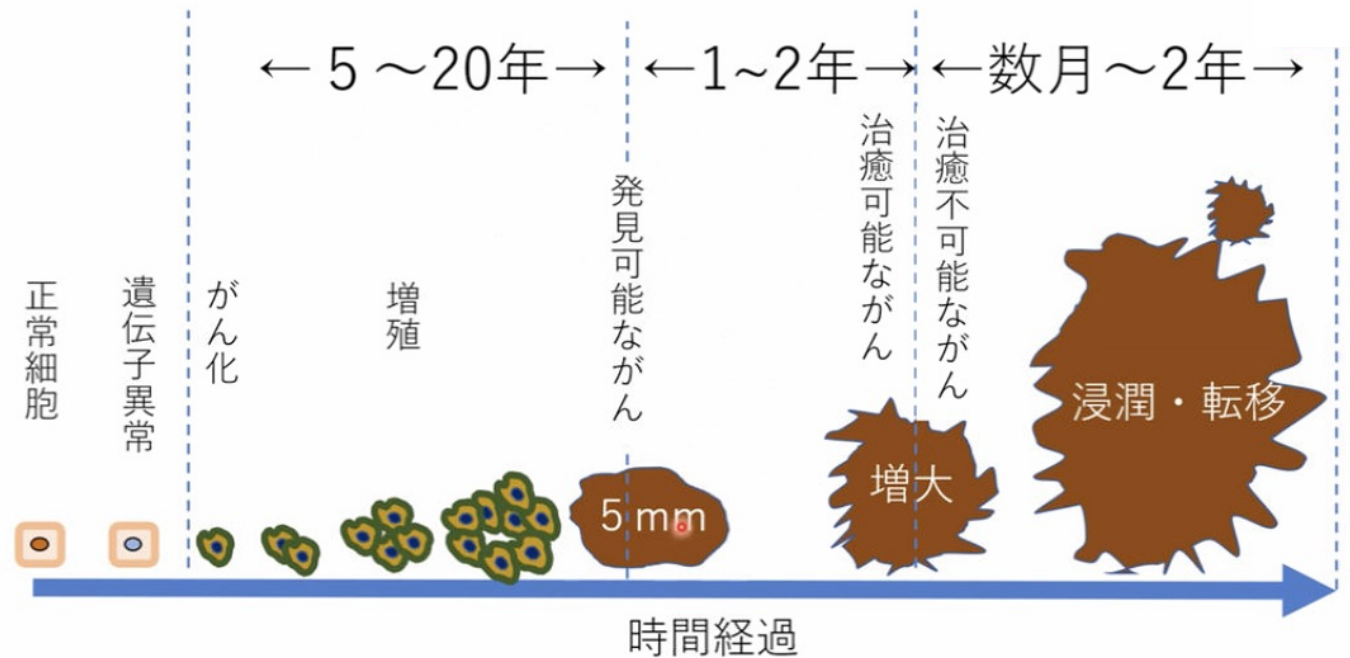 ←5～20年→
←1~2年→
←数月～2年→
正常細胞
遺伝子異常
がん化
増殖
発見可能ながん
治癒可能ながん
治癒不可能ながん
5mm
増大
浸潤・転移
時間経過